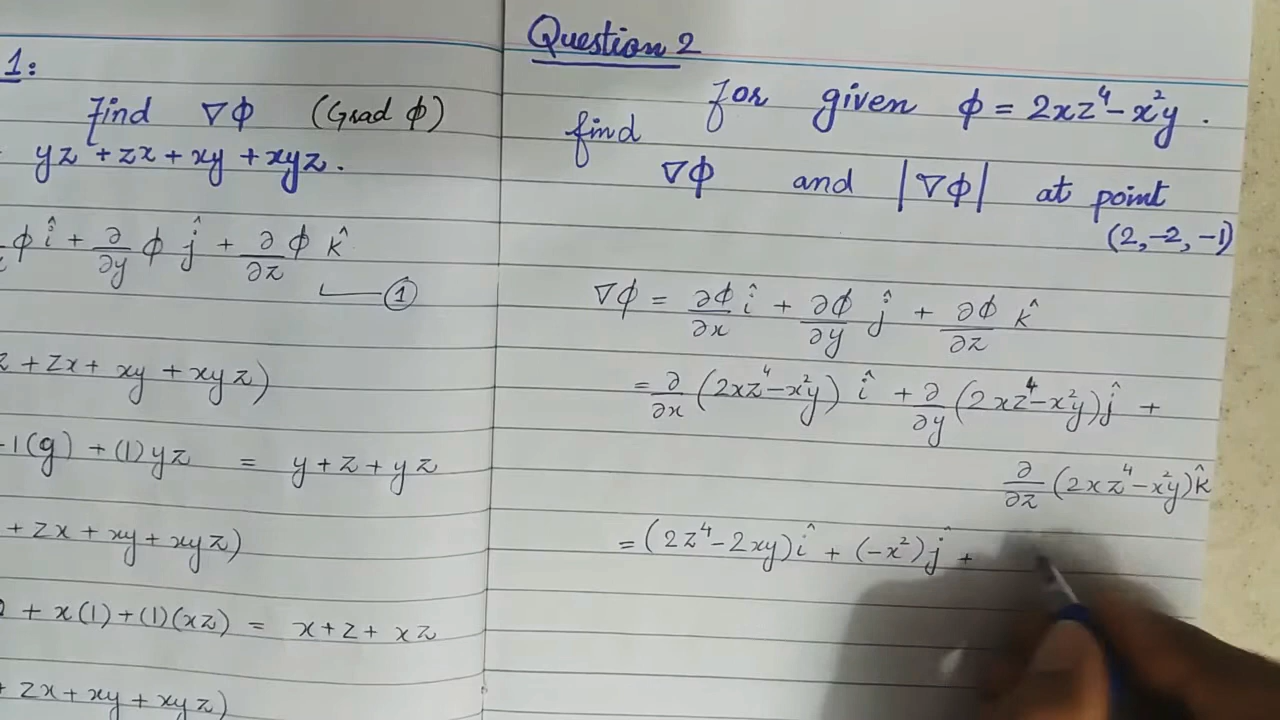 1:
Find ∇Φ (Grad Φ)
yz + zx + xy + xyz.
Φ î + ∂/∂y Φ ĵ + ∂/∂z Φ k̂
①
z + zx + xy + xyz)
1(y) + (1)yz = y + z + yz
+ zx + xy + xyz)
+ x(1) + (1)(xz) = x + z + xz
+ zx + xy + xyz)
Question 2
For given Φ = 2xz⁴ − x²y.
find
∇Φ and |∇Φ| at point
(2, −2, −1)
∇Φ = ∂Φ/∂x î + ∂Φ/∂y ĵ + ∂Φ/∂z k̂
= ∂/∂x (2xz⁴ − x²y) î + ∂/∂y (2xz⁴ − x²y) ĵ +
∂/∂z (2xz⁴ − x²y) k̂
= (2z⁴ − 2xy) î + (−x²) ĵ +